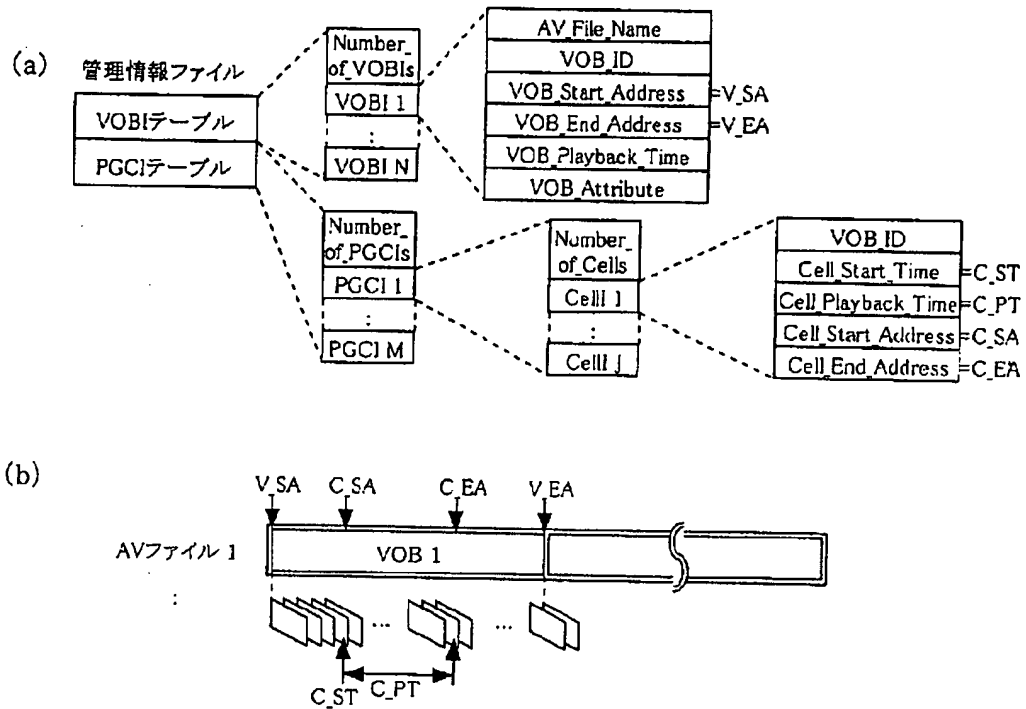 (a)
管理情報ファイル
VOBIテーブル
PGCIテーブル
Number_
of_VOBIs
VOBI 1
:
VOBI N
AV_File_Name
VOB_ID
VOB_Start_Address =V_SA
VOB_End_Address =V_EA
VOB_Playback_Time
VOB_Attribute
Number_
of_PGCIs
PGCI 1
:
PGCI M
Number_
of_Cells
CellI 1
:
CellI j
VOB_ID
Cell_Start_Time =C_ST
Cell_Playback_Time =C_PT
Cell_Start_Address =C_SA
Cell_End_Address =C_EA
(b)
V_SA C_SA C_EA V_EA
AVファイル 1
VOB 1
:
... ...
C_ST C_PT